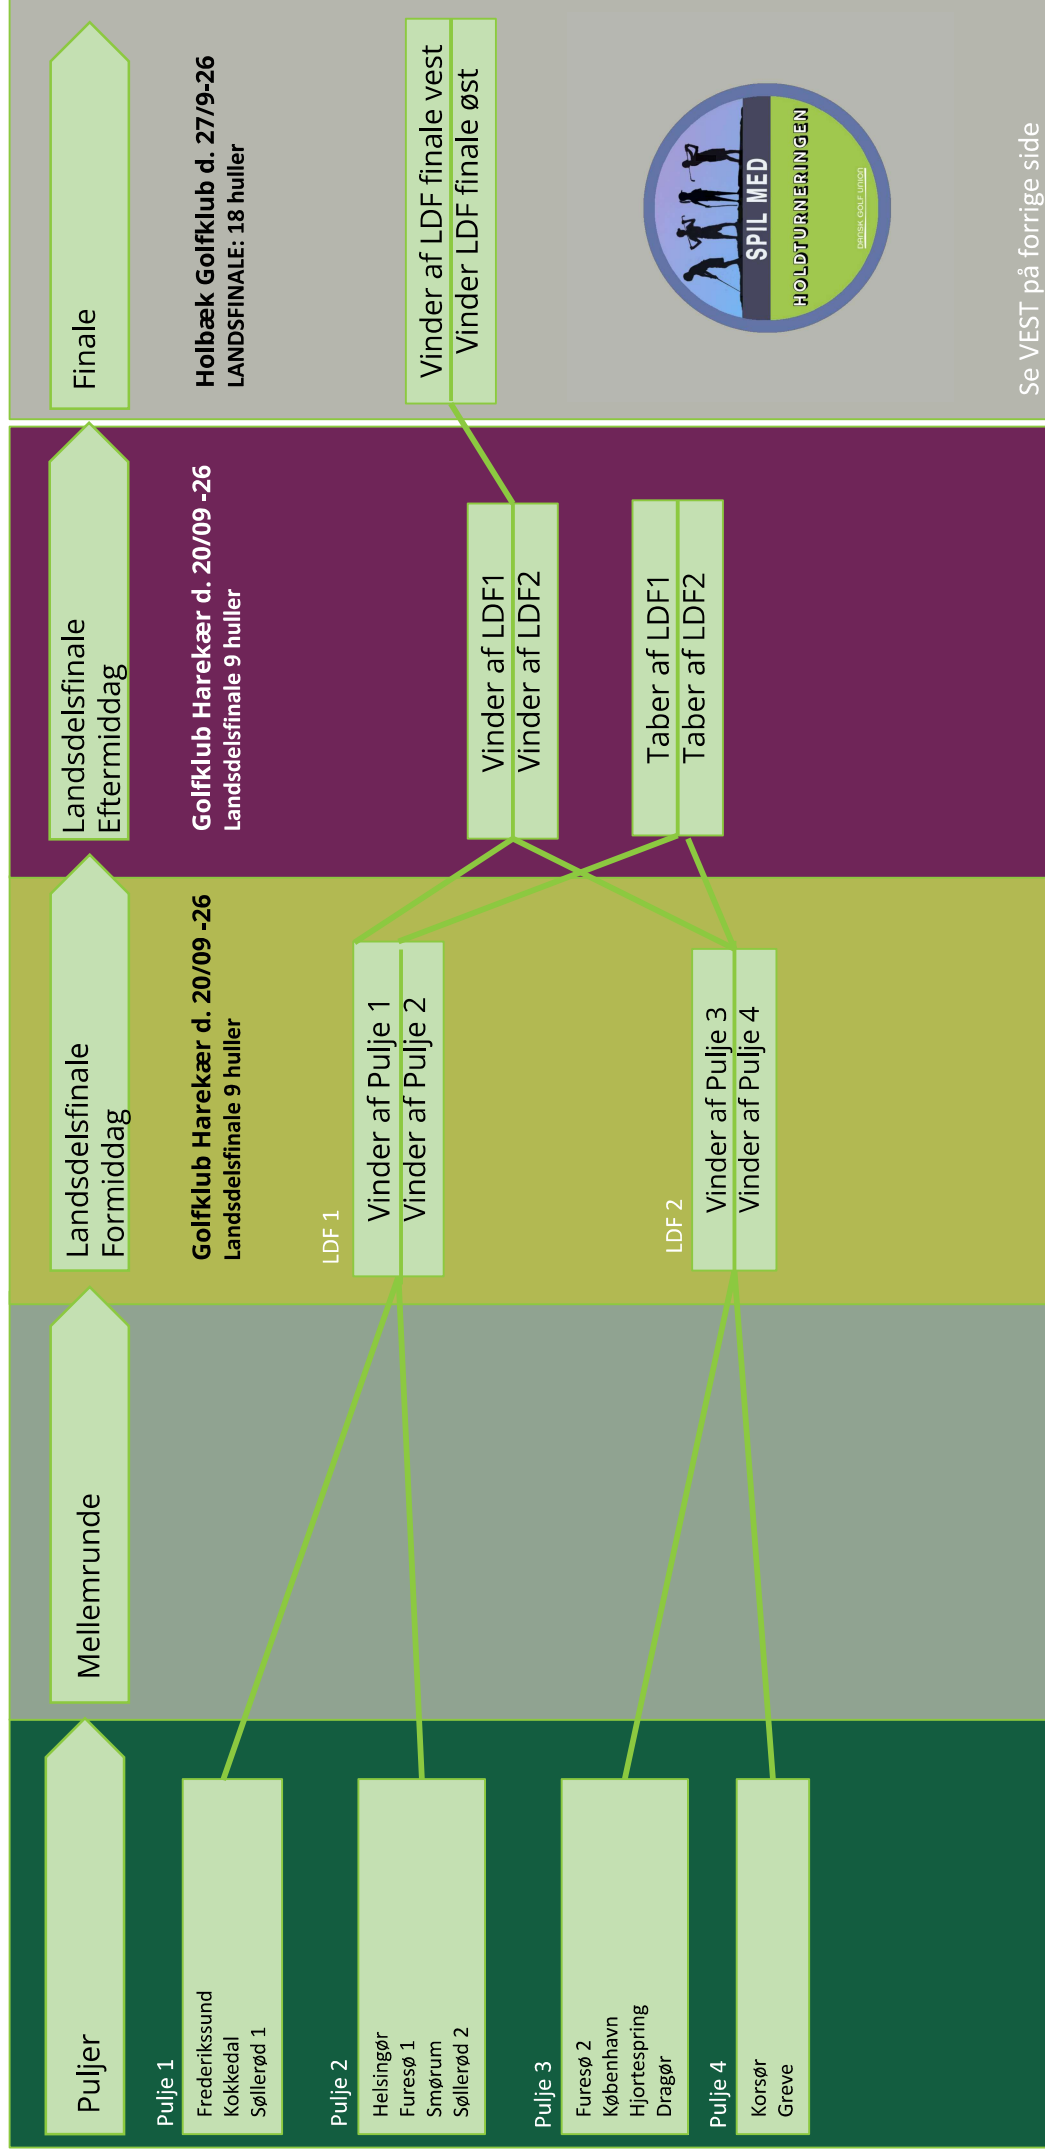 Puljer
Pulje 1
Frederikssund
Kokkedal
Søllerød 1
Pulje 2
Helsingør
Furesø 1
Smørum
Søllerød 2
Pulje 3
Furesø 2
København
Hjortespring
Dragør
Pulje 4
Korsør
Greve
Mellemrunde
Landsdelsfinale
Formiddag
Golfklub Harekær d. 20/09 -26
Landsdelsfinale 9 huller
LDF 1
Vinder af Pulje 1
Vinder af Pulje 2
LDF 2
Vinder af Pulje 3
Vinder af Pulje 4
Landsdelsfinale
Eftermiddag
Golfklub Harekær d. 20/09 -26
Landsdelsfinale 9 huller
Vinder af LDF1
Vinder af LDF2
Taber af LDF1
Taber af LDF2
Finale
Holbæk Golfklub d. 27/9-26
LANDSFINALE: 18 huller
Vinder af LDF finale vest
Vinder LDF finale øst
SPIL MED
HOLDTURNERINGEN
DANSK GOLF UNION
Se VEST på forrige side